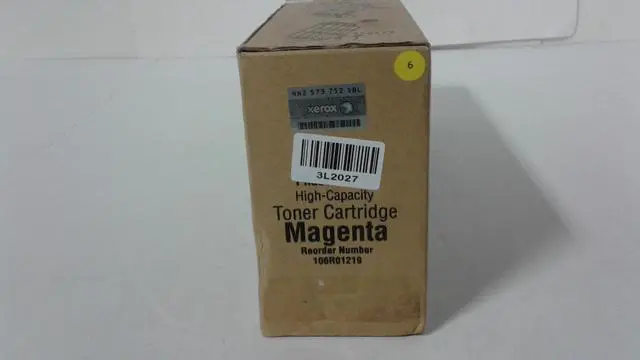 6
xerox
3L2027
High-Capacity
Toner Cartridge
Magenta
Reorder Number
106R01219